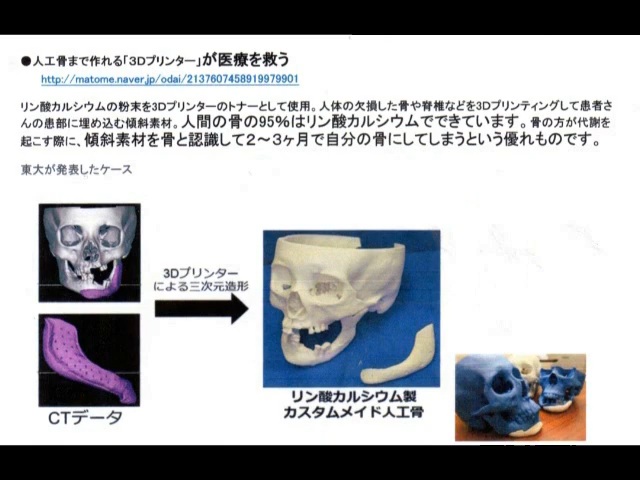 ●人工骨まで作れる「3Dプリンター」が医療を救う
http://matome.naver.jp/odai/2137607458919979901
リン酸カルシウムの粉末を3Dプリンターのトナーとして使用。人体の欠損した骨や脊椎などを3Dプリンティングして患者さ
んの患部に埋め込む傾斜素材。人間の骨の95%はリン酸カルシウムでできています。骨の方が代謝を
起こす際に、傾斜素材を骨と認識して2～3ヶ月で自分の骨にしてしまうという優れものです。
東大が発表したケース
3Dプリンター
による三次元造形
CTデータ
リン酸カルシウム製
カスタムメイド人工骨